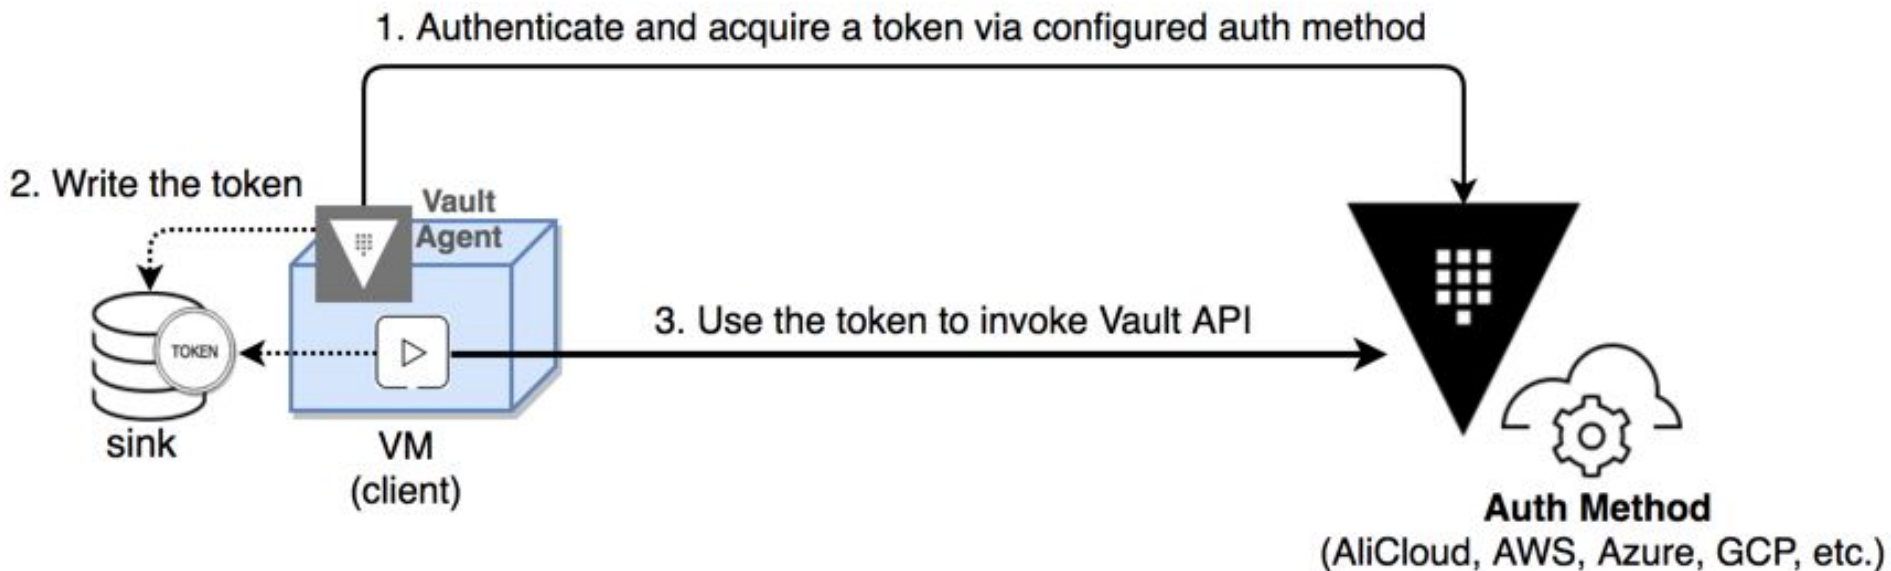 1. Authenticate and acquire a token via configured auth method
2. Write the token
Vault
Agent
TOKEN
3. Use the token to invoke Vault API
sink
VM
(client)
Auth Method
(AliCloud, AWS, Azure, GCP, etc.)